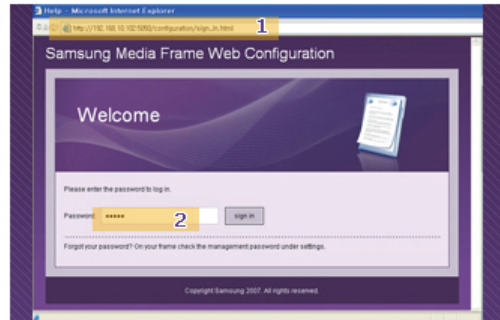 Help - Microsoft Internet Explorer
http://192.168.10.102:5050/configuration/sign_in.html 1
Samsung Media Frame Web Configuration
Welcome
Please enter the password to log in.
Password: ●●●●● 2 sign in
Forgot your password? On your frame check the management password under settings.
Copyright Samsung 2007. All rights reserved.